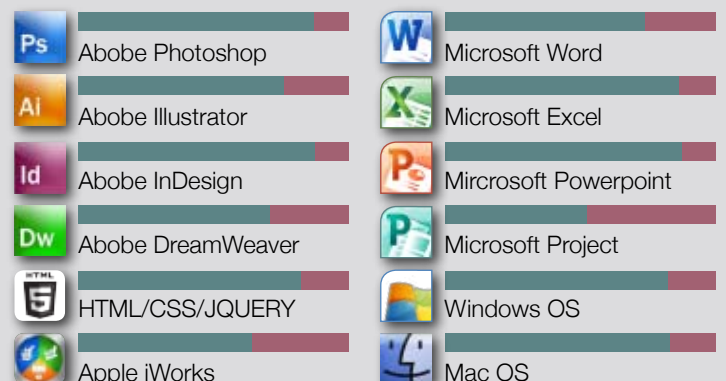 Ps
Abobe Photoshop
Ai
Abobe Illustrator
Id
Abobe InDesign
Dw
Abobe DreamWeaver
HTML
5
HTML/CSS/JQUERY
Apple iWorks
W
Microsoft Word
X
Microsoft Excel
P
Mircrosoft Powerpoint
P
Microsoft Project
Windows OS
Mac OS